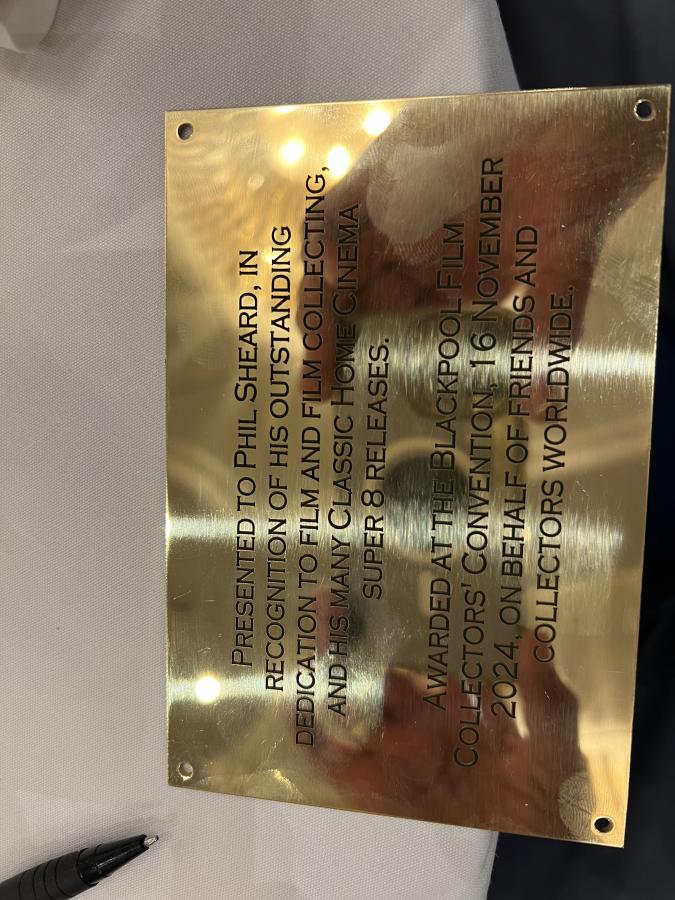 Presented to Phil Sheard, in
recognition of his outstanding
dedication to film and film collecting,
and his many Classic Home Cinema
super 8 releases.
Awarded at the Blackpool Film
Collectors' Convention, 16 November
2024, on behalf of friends and
collectors worldwide.